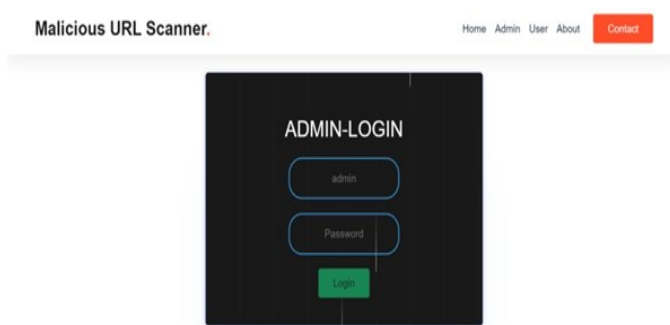 Malicious URL Scanner.
Home Admin User About Contact
ADMIN-LOGIN
admin
Password
Login